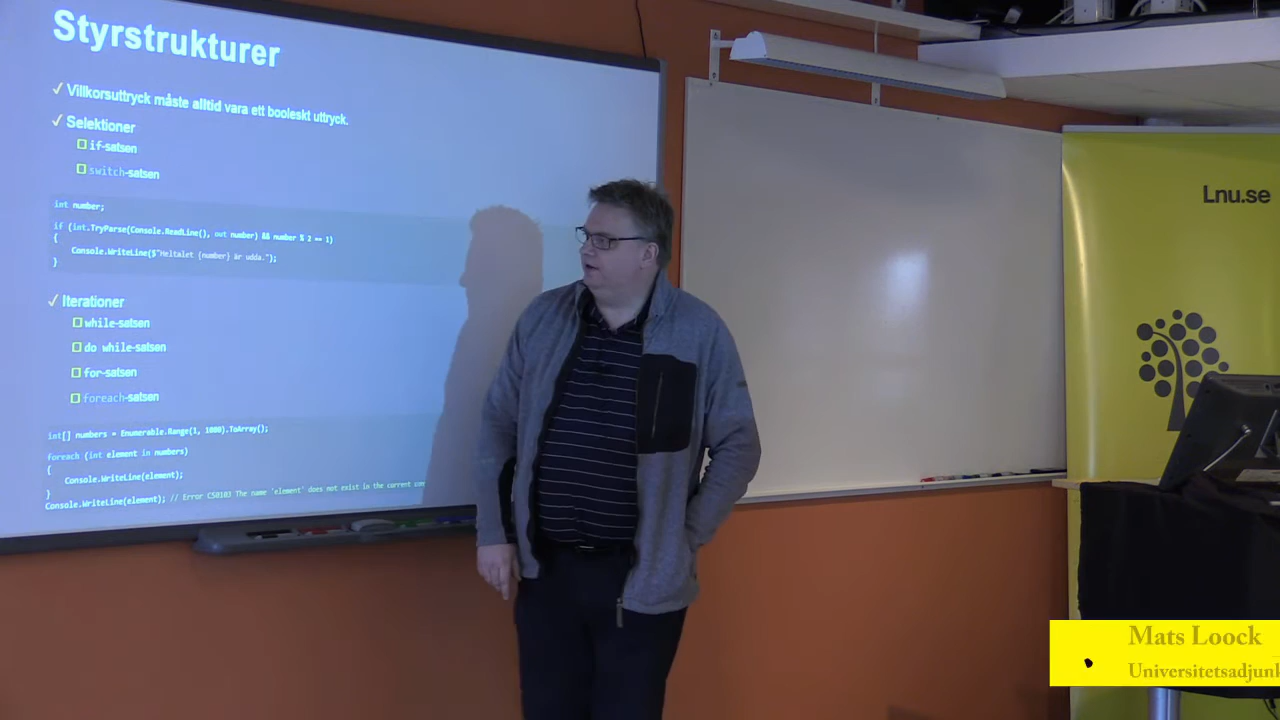 Styrstrukturer
✓ Villkorsuttryck måste alltid vara ett booleskt uttryck.
✓ Selektioner
if-satsen
switch-satsen
int number;
if (int.TryParse(Console.ReadLine(), out number) && number % 2 == 1)
{
Console.WriteLine($"Heltalet {number} är udda.");
}
✓ Iterationer
while-satsen
do while-satsen
for-satsen
foreach-satsen
int[] numbers = Enumerable.Range(1, 1000).ToArray();
foreach (int element in numbers)
{
Console.WriteLine(element);
}
Console.WriteLine(element); // Error CS0103 The name 'element' does not exist in the current con
Lnu.se
Mats Loock
Universitetsadjunk